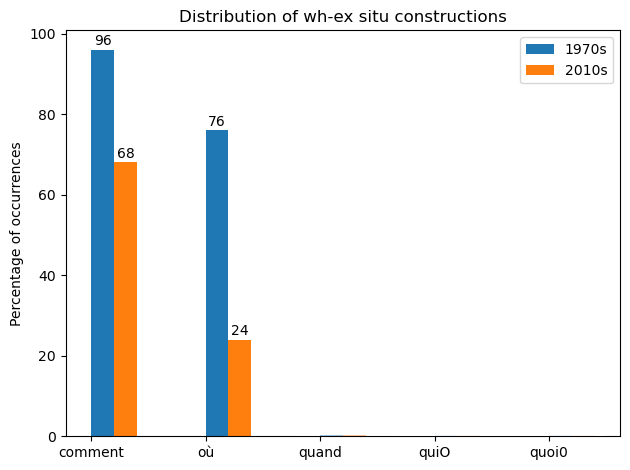 Distribution of wh-ex situ constructions
Percentage of occurrences
100
80
60
40
20
0
96
68
76
24
1970s
2010s
comment où quand quiO quoi0